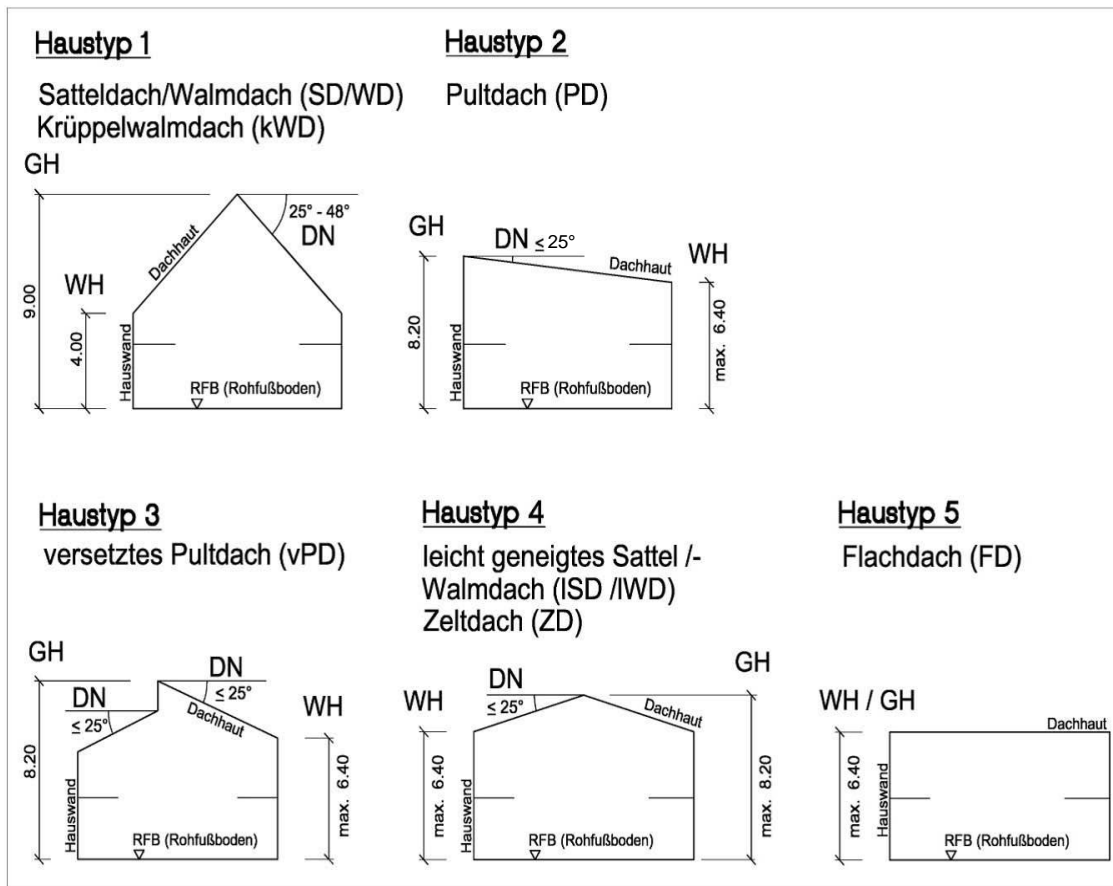 Haustyp 1
Satteldach/Walmdach (SD/WD)
Krüppelwalmdach (kWD)
GH
25° - 48°
DN
Dachhaut
WH
9.00
4.00
Hauswand
RFB (Rohfußboden)
Haustyp 2
Pultdach (PD)
GH
DN ≤ 25°
WH
Dachhaut
8.20
max. 6.40
Hauswand
RFB (Rohfußboden)
Haustyp 3
versetztes Pultdach (vPD)
GH
DN
≤ 25°
DN
≤ 25°
Dachhaut
WH
8.20
max. 6.40
Hauswand
RFB (Rohfußboden)
Haustyp 4
leicht geneigtes Sattel /-
Walmdach (lSD /lWD)
Zeltdach (ZD)
GH
DN
≤ 25°
WH
Dachhaut
max. 6.40
max. 8.20
Hauswand
RFB (Rohfußboden)
Haustyp 5
Flachdach (FD)
WH / GH
Dachhaut
max. 6.40
Hauswand
RFB (Rohfußboden)